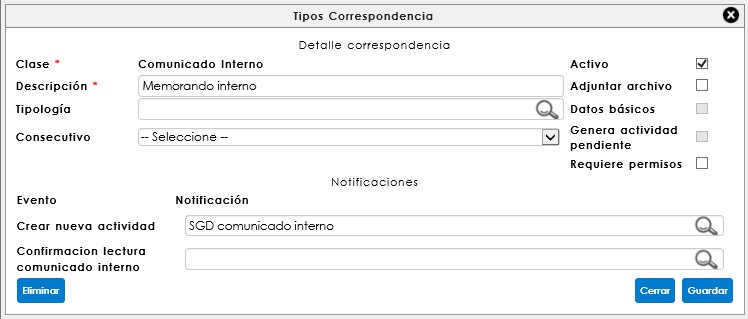 Tipos Correspondencia
Detalle correspondencia
Clase * Comunicado Interno Activo
Descripción * Memorando interno Adjuntar archivo
Tipología Datos básicos
Consecutivo -- Seleccione -- Genera actividad
pendiente
Requiere permisos
Notificaciones
Evento Notificación
Crear nueva actividad SGD comunicado interno
Confirmacion lectura
comunicado interno
Eliminar Cerrar Guardar